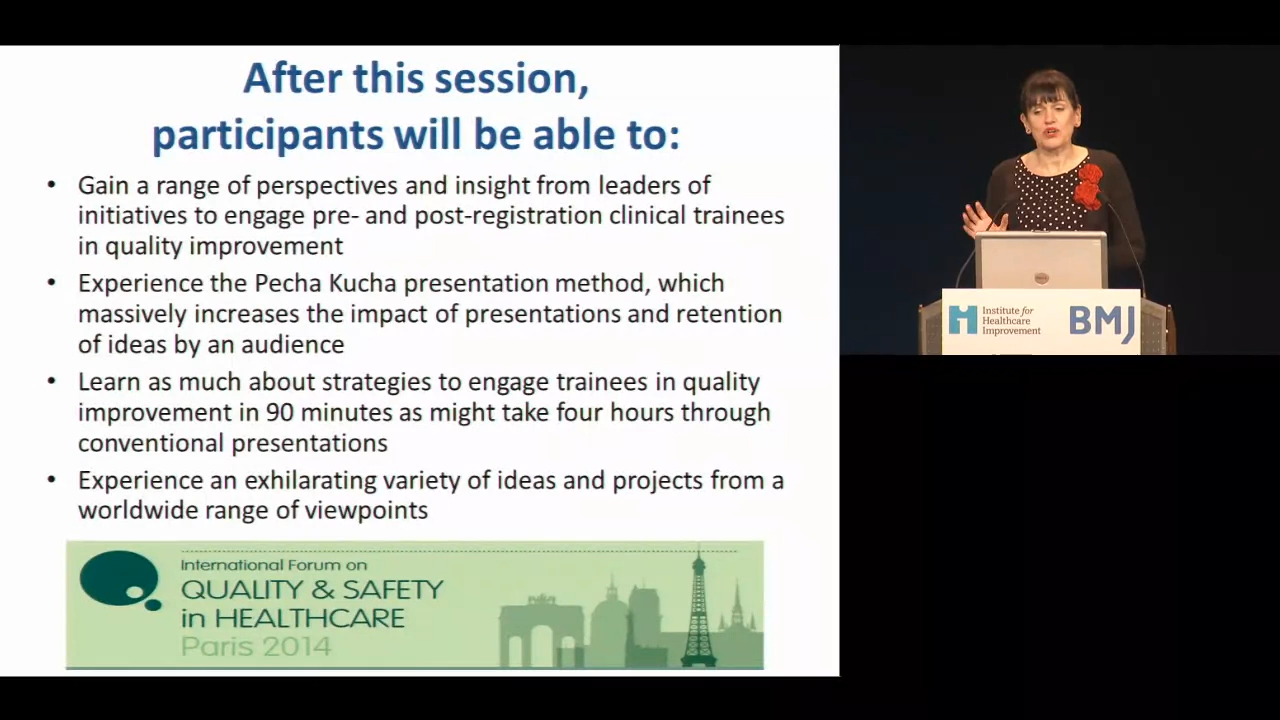 After this session,
participants will be able to:
• Gain a range of perspectives and insight from leaders of
initiatives to engage pre- and post-registration clinical trainees
in quality improvement
• Experience the Pecha Kucha presentation method, which
massively increases the impact of presentations and retention
of ideas by an audience
• Learn as much about strategies to engage trainees in quality
improvement in 90 minutes as might take four hours through
conventional presentations
• Experience an exhilarating variety of ideas and projects from a
worldwide range of viewpoints
International Forum on
QUALITY & SAFETY
in HEALTHCARE
Paris 2014
Institute for
Healthcare
Improvement
BMJ